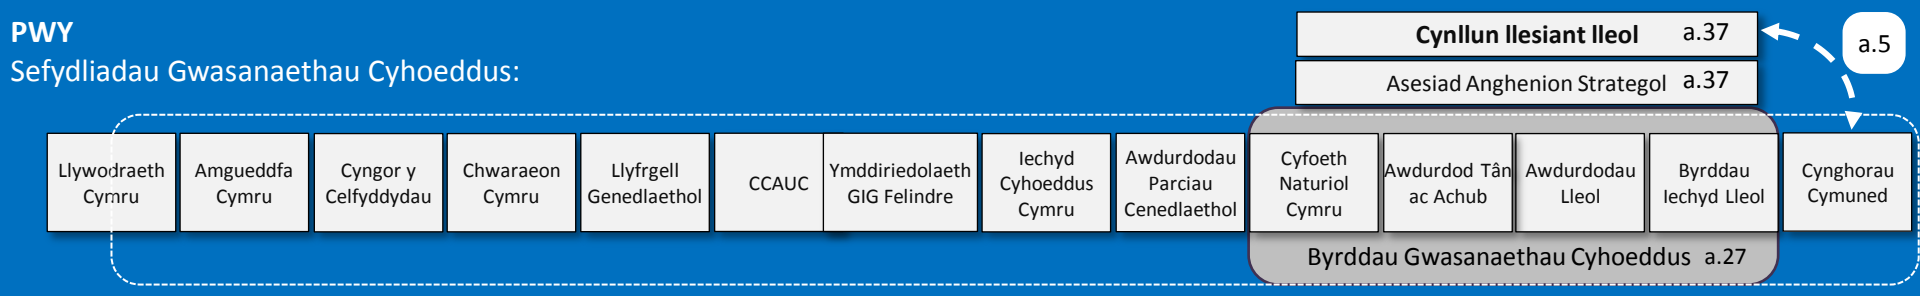 PWY
Sefydliadau Gwasanaethau Cyhoeddus:
Cynllun llesiant lleol a.37
a.5
Asesiad Anghenion Strategol a.37
Llywodraeth
Cymru
Amgueddfa
Cymru
Cyngor y
Celfyddydau
Chwaraeon
Cymru
Llyfrgell
Genedlaethol
CCAUC
Ymddiriedolaeth
GIG Felindre
Iechyd
Cyhoeddus
Cymru
Awdurdodau
Parciau
Cenedlaethol
Cyfoeth
Naturiol
Cymru
Awdurdod Tân
ac Achub
Awdurdodau
Lleol
Byrddau
Iechyd Lleol
Cynghorau
Cymuned
Byrddau Gwasanaethau Cyhoeddus a.27